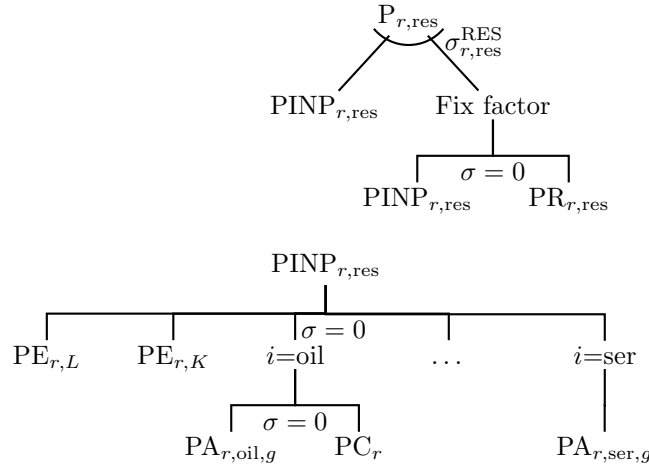 P_{r,res}
σ^{RES}_{r,res}
PINP_{r,res} Fix factor
σ = 0
PINP_{r,res} PR_{r,res}
PINP_{r,res}
σ = 0
PE_{r,L} PE_{r,K} i=oil ... i=ser
σ = 0
PA_{r,oil,g} PC_r PA_{r,ser,g}